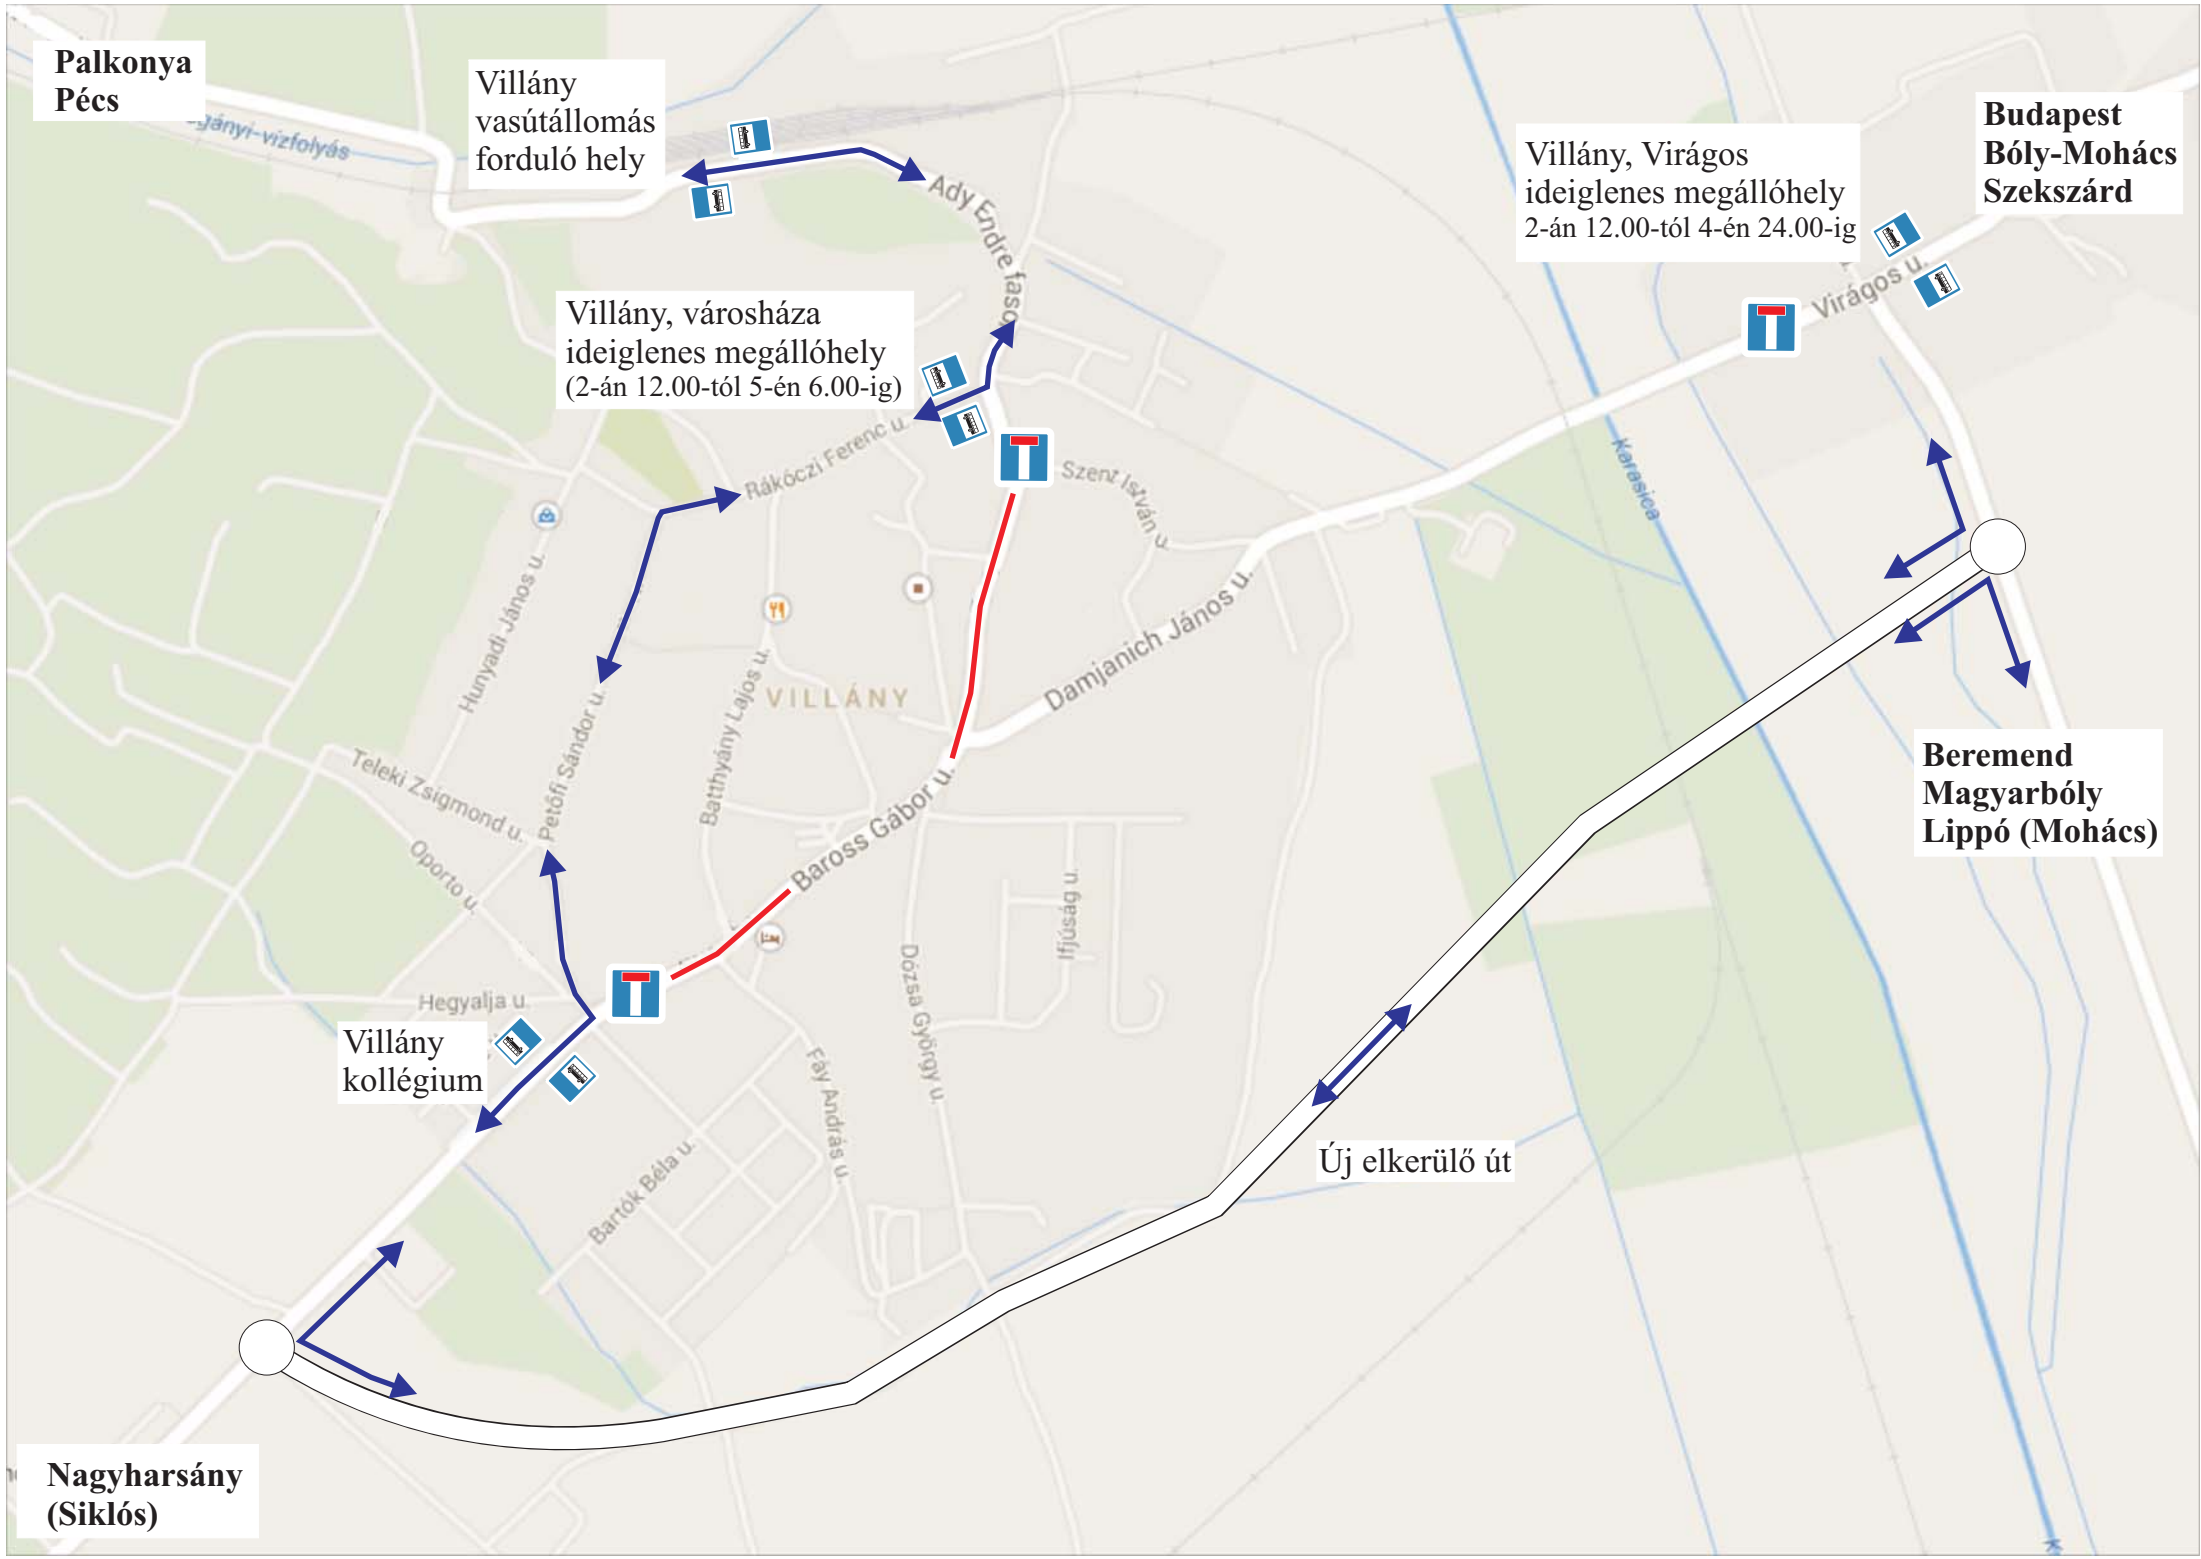 Palkonya
Pécs
gányi-vízfolyás
Villány
vasútállomás
forduló hely
Ady Endre fasor
Villány, Virágos
ideiglenes megállóhely
2-án 12.00-tól 4-én 24.00-ig
Budapest
Bóly-Mohács
Szekszárd
Virágos u.
Villány, városháza
ideiglenes megállóhely
(2-án 12.00-tól 5-én 6.00-ig)
Rákóczi Ferenc u.
Szent István u.
Karasica
Hunyadi János u.
Damjanich János u.
Batthyány Lajos u.
VILLÁNY
Petőfi Sándor u.
Teleki Zsigmond u.
Oporto u.
Baross Gábor u.
Beremend
Magyarbóly
Lippó (Mohács)
Ifjúság u.
Dózsa György u.
Hegyalja u.
Villány
kollégium
Fáy András u.
Bartók Béla u.
Új elkerülő út
Nagyharsány
(Siklós)